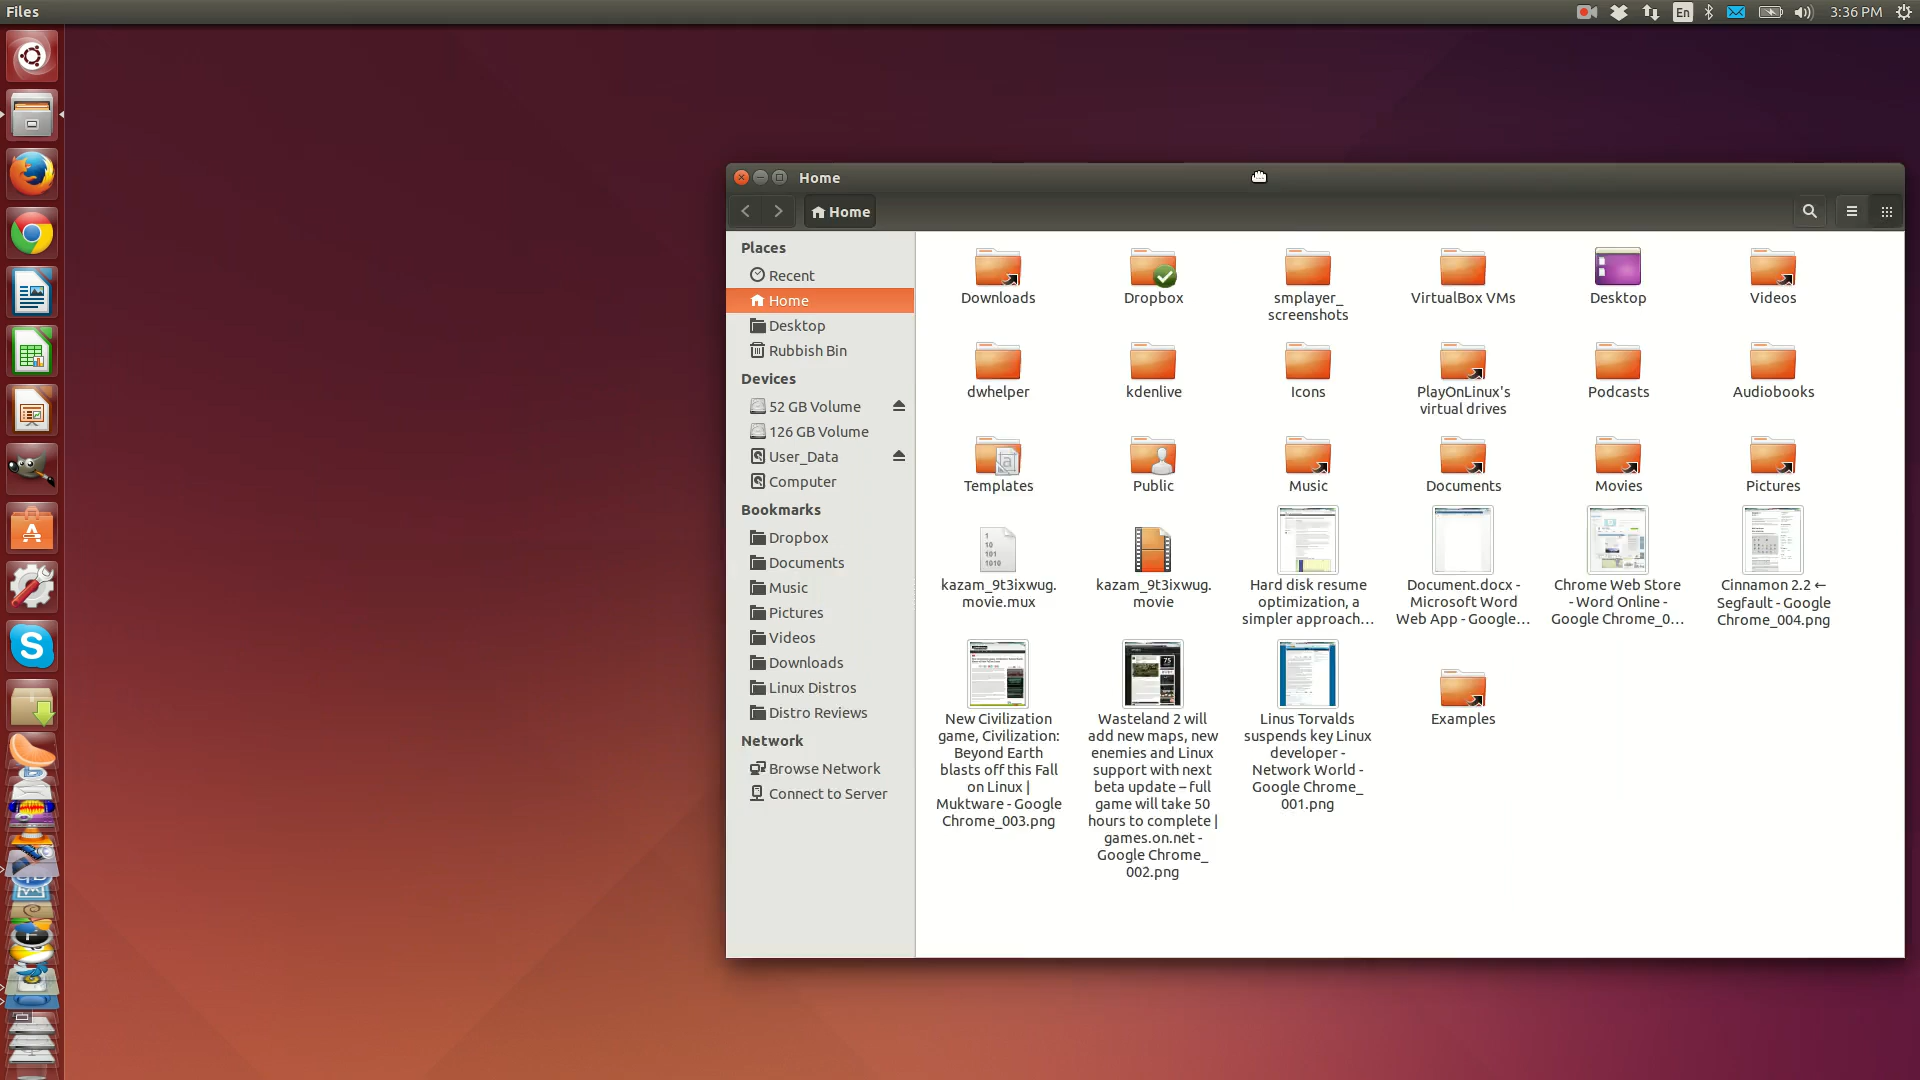 Files
En
3:36 PM
Home
Home
Places
Recent
Home
Desktop
Rubbish Bin
Devices
52 GB Volume
126 GB Volume
User_Data
Computer
Bookmarks
Dropbox
Documents
Music
Pictures
Videos
Downloads
Linux Distros
Distro Reviews
Network
Browse Network
Connect to Server
Downloads
Dropbox
smplayer_
screenshots
VirtualBox VMs
Desktop
Videos
dwhelper
kdenlive
Icons
PlayOnLinux's
virtual drives
Podcasts
Audiobooks
Templates
Public
Music
Documents
Movies
Pictures
kazam_9t3ixwug.
movie.mux
kazam_9t3ixwug.
movie
Hard disk resume
optimization, a
simpler approach...
Document.docx -
Microsoft Word
Web App - Google...
Chrome Web Store
- Word Online -
Google Chrome_0...
Cinnamon 2.2 ←
Segfault - Google
Chrome_004.png
New Civilization
game, Civilization:
Beyond Earth
blasts off this Fall
on Linux |
Muktware - Google
Chrome_003.png
Wasteland 2 will
add new maps, new
enemies and Linux
support with next
beta update – full
game will take 50
hours to complete |
games.on.net -
Google Chrome_
002.png
Linus Torvalds
suspends key Linux
developer -
Network World -
Google Chrome_
001.png
Examples